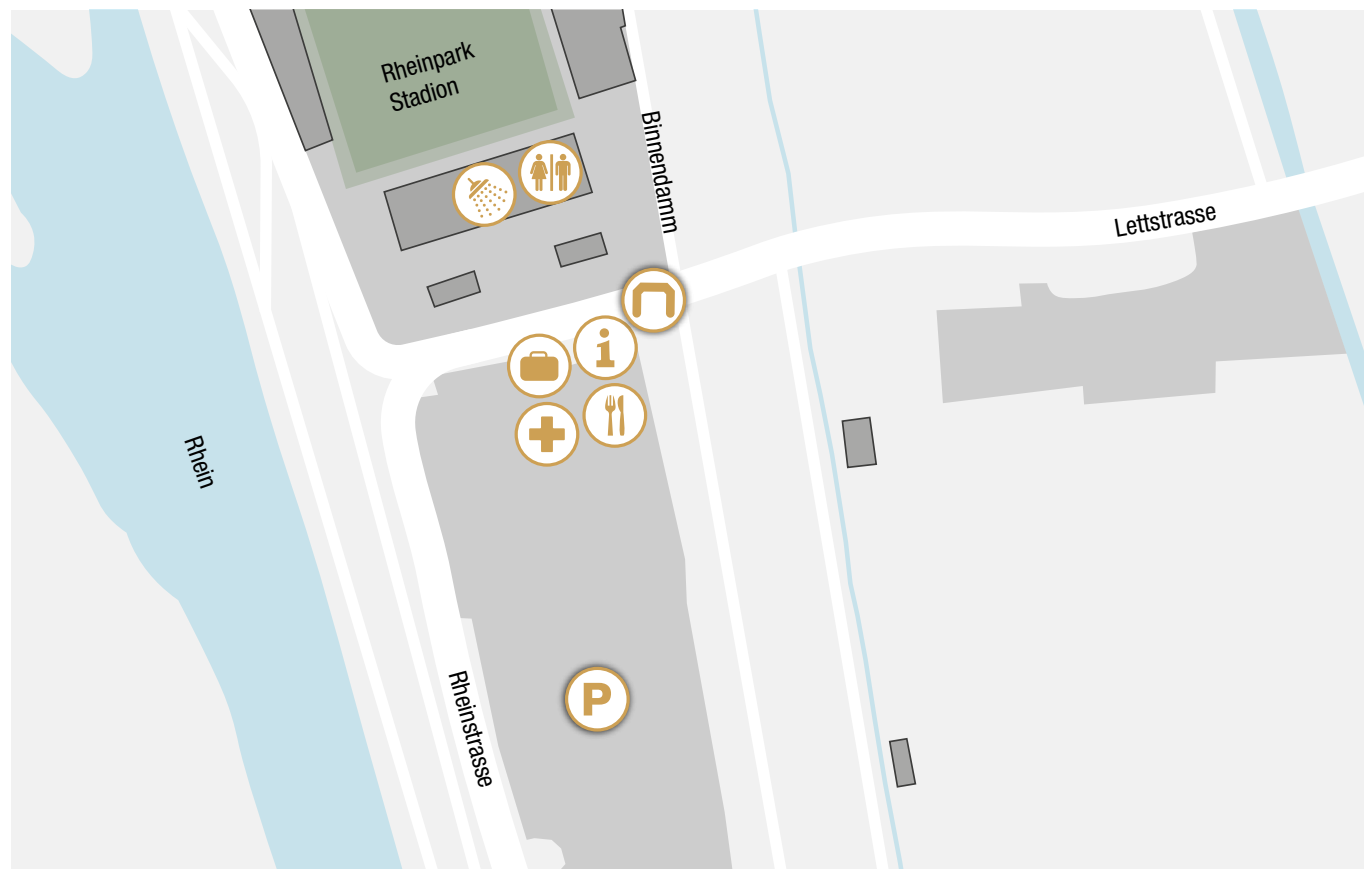 Rheinpark
Stadion
Binnendamm
Lettstrasse
i
Rhein
Rheinstrasse
P